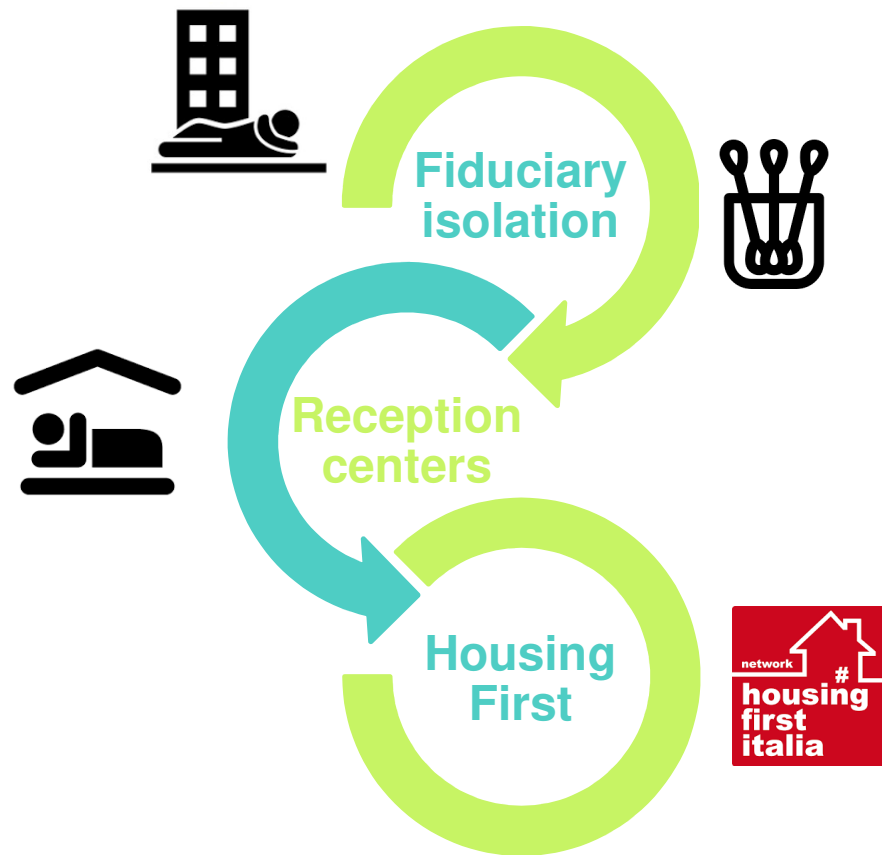 Fiduciary
isolation
Reception
centers
Housing
First
network
#
housing
first
italia